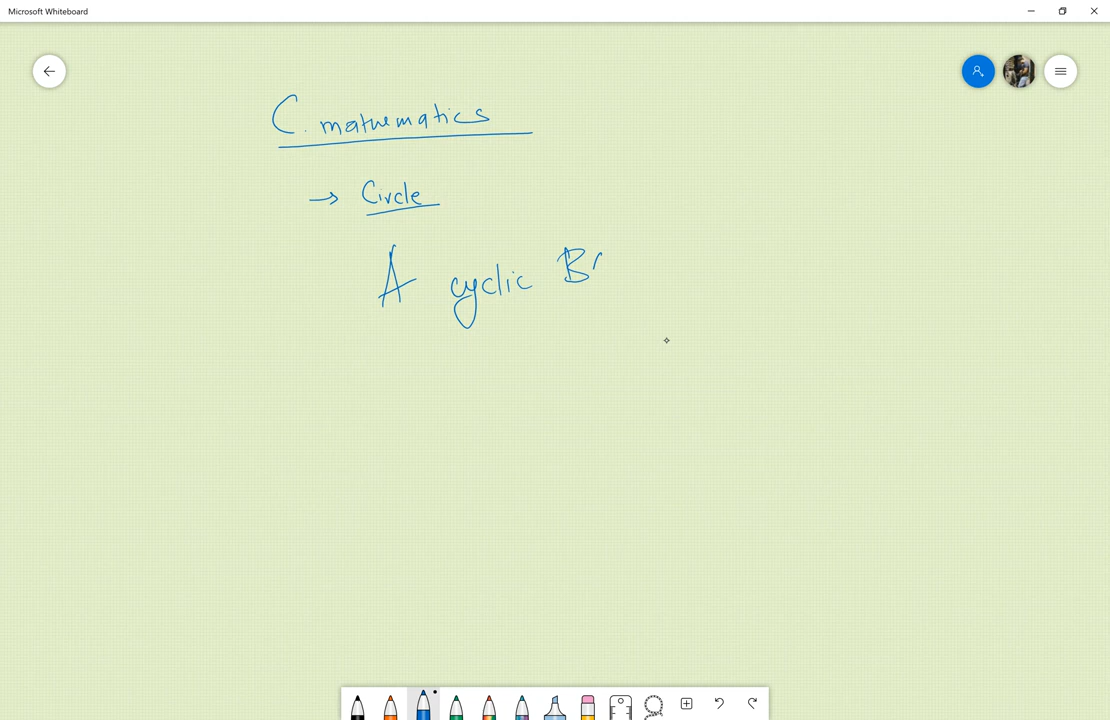 Microsoft Whiteboard
C. mathematics
→ Circle
A cyclic